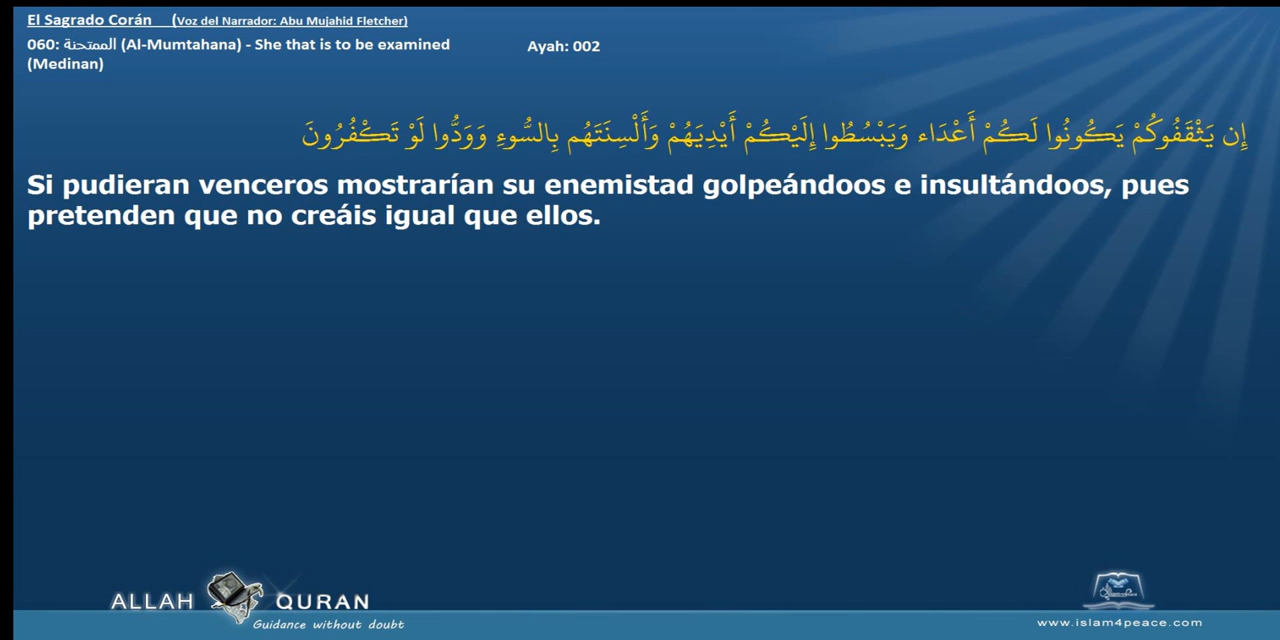 El Sagrado Corán (Voz del Narrador: Abu Mujahid Fletcher)
060: الممتحنة (Al-Mumtahana) - She that is to be examined (Medinan)
Ayah: 002
إِن يَثْقَفُوكُمْ يَكُونُوا لَكُمْ أَعْدَاء وَيَبْسُطُوا إِلَيْكُمْ أَيْدِيَهُمْ وَأَلْسِنَتَهُم بِالسُّوءِ وَوَدُّوا لَوْ تَكْفُرُونَ
Si pudieran venceros mostrarían su enemistad golpeándoos e insultándoos, pues
pretenden que no creáis igual que ellos.
ALLAH QURAN
Guidance without doubt
www.islam4peace.com